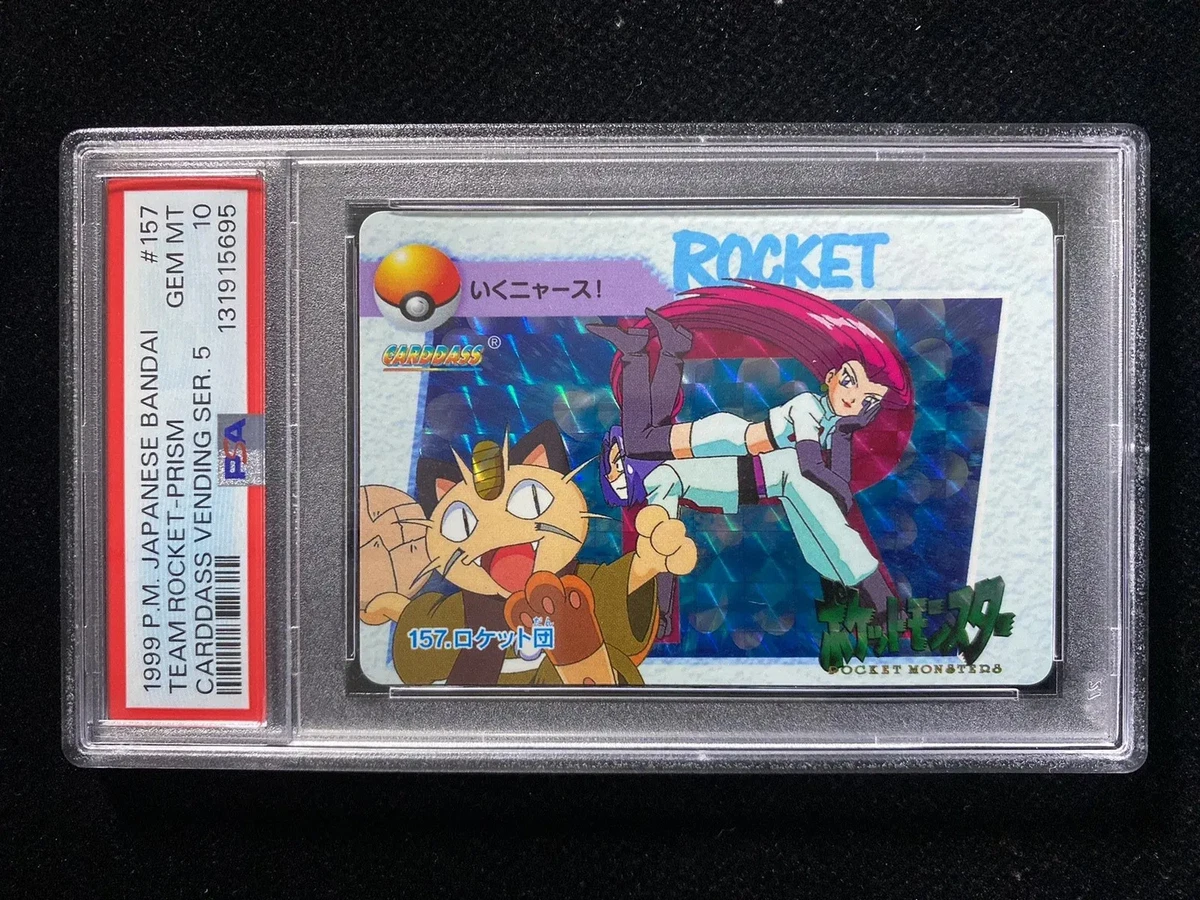 1999 P.M. JAPANESE BANDAI #157
TEAM ROCKET-PRISM GEM MT
CARDDASS VENDING SER. 5 10
131915695
PSA
ROCKET
いくニャース!
CARDDASS®
157.ロケット団
だん
ポケットモンスター
POCKET MONSTERS